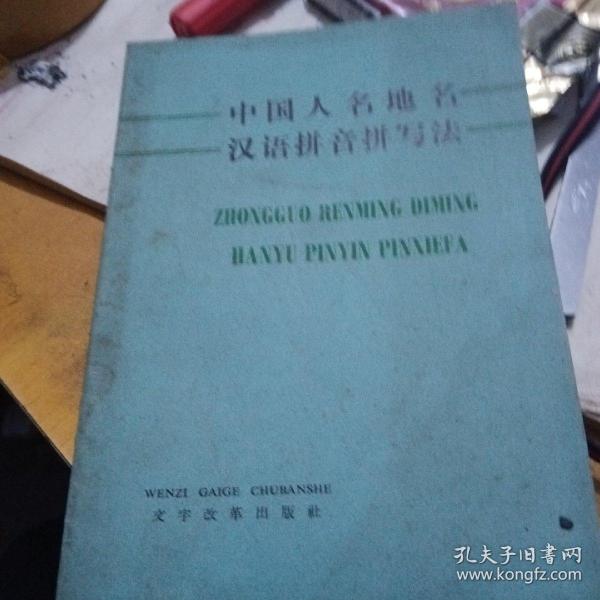 中国人名地名
汉语拼音拼写法
ZHONGGUO RENMING DIMING
HANYU PINYIN PINXIEFA
WENZI GAIGE CHUBANSHE
文字改革出版社
孔夫子旧书网
www.kongfz.com